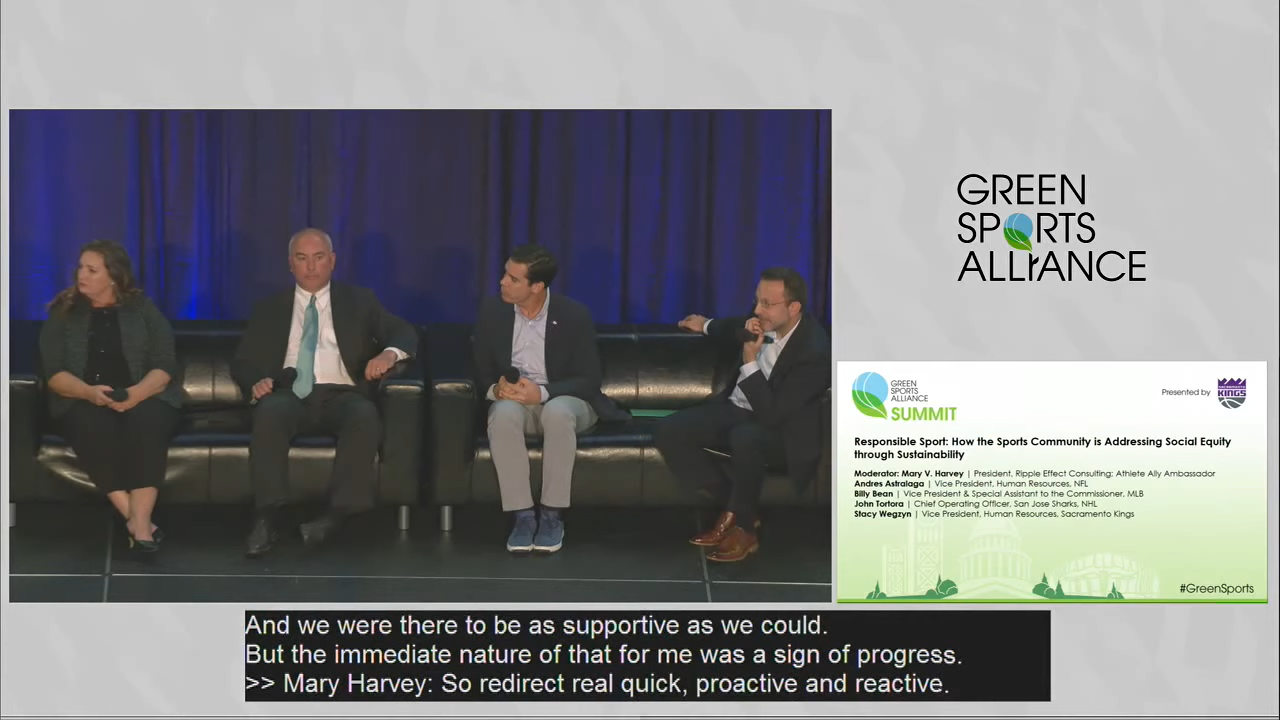 GREEN
SPORTS
ALLIANCE
GREEN
SPORTS
ALLIANCE
SUMMIT
Presented by
SACRAMENTO
KINGS
Responsible Sport: How the Sports Community is Addressing Social Equity
through Sustainability
Moderator: Mary V. Harvey | President, Ripple Effect Consulting; Athlete Ally Ambassador
Andres Astralaga | Vice President, Human Resources, NFL
Billy Bean | Vice President & Special Assistant to the Commissioner, MLB
John Tortora | Chief Operating Officer, San Jose Sharks, NHL
Stacy Wegzyn | Vice President, Human Resources, Sacramento Kings
#GreenSports
And we were there to be as supportive as we could.
But the immediate nature of that for me was a sign of progress.
>> Mary Harvey: So redirect real quick, proactive and reactive.